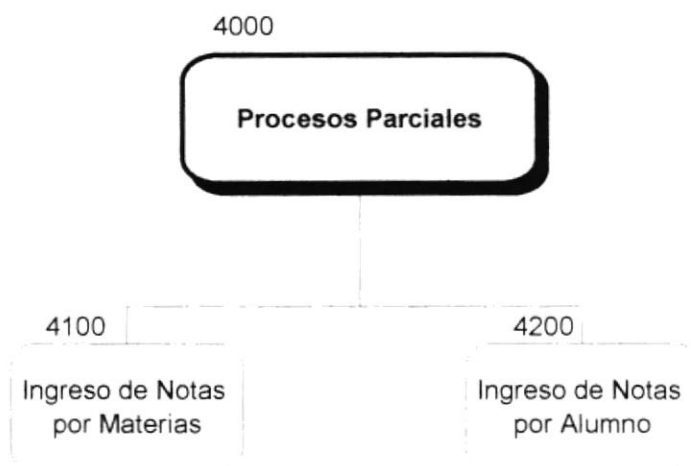 4000
Procesos Parciales
4100
4200
Ingreso de Notas
por Materias
Ingreso de Notas
por Alumno